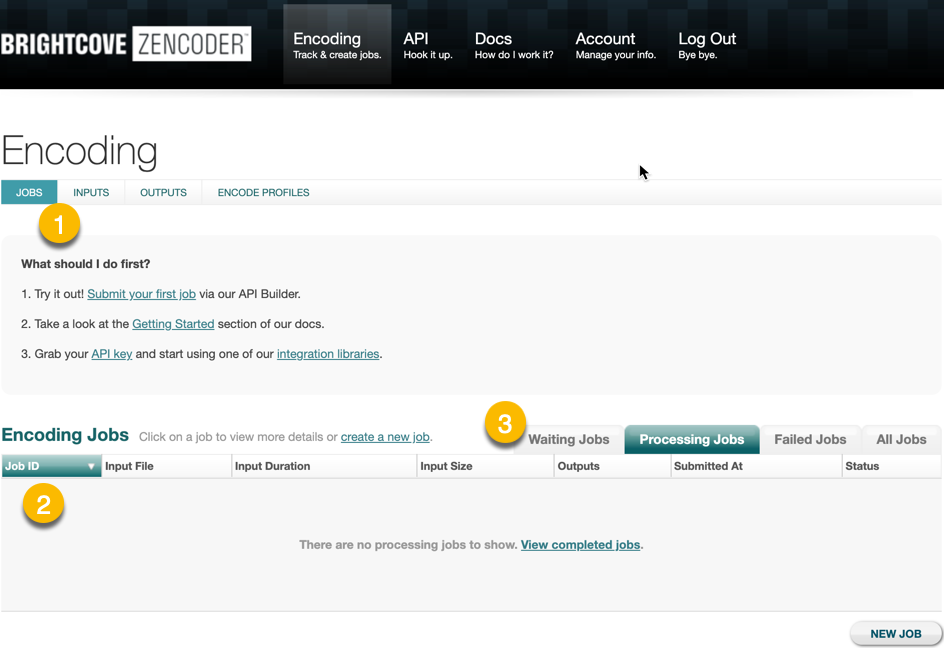 BRIGHTCOVE ZENCODER™
Encoding API Docs Account Log Out
Track & create jobs. Hook it up. How do I work it? Manage your info. Bye bye.
Encoding
JOBS INPUTS OUTPUTS ENCODE PROFILES
1
What should I do first?
1. Try it out! Submit your first job via our API Builder.
2. Take a look at the Getting Started section of our docs.
3. Grab your API key and start using one of our integration libraries.
3
Encoding Jobs Click on a job to view more details or create a new job. Waiting Jobs Processing Jobs Failed Jobs All Jobs
Job ID ▼ Input File Input Duration Input Size Outputs Submitted At Status
2
There are no processing jobs to show. View completed jobs.
NEW JOB